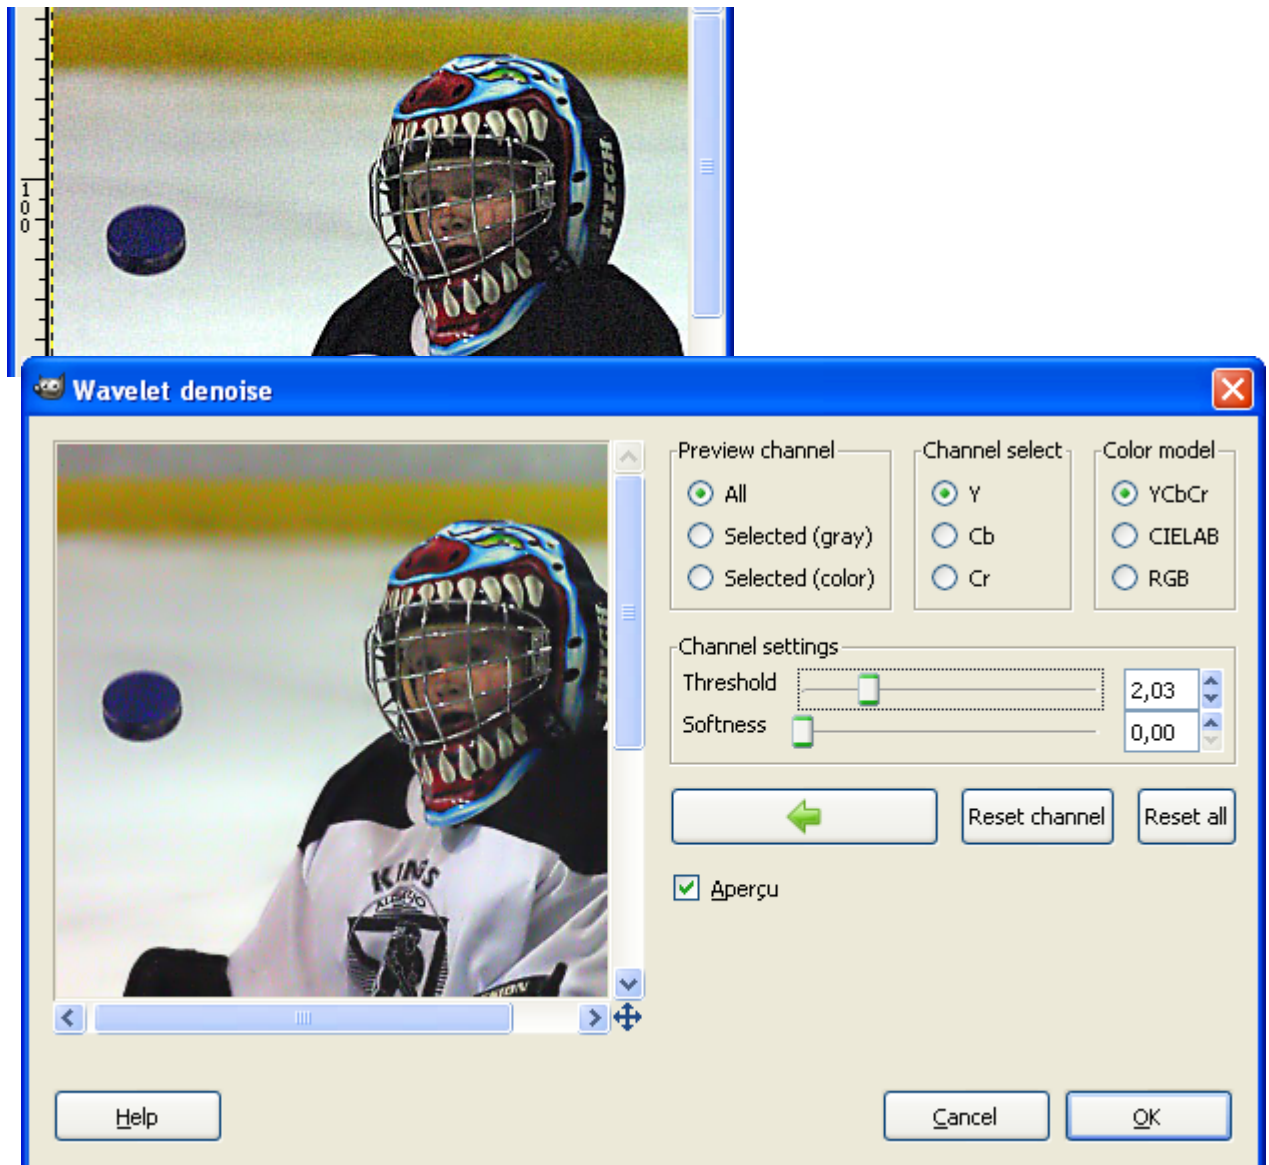 100
ITECH
Wavelet denoise
Preview channel
Channel select
Color model
All
Y
YCbCr
Selected (gray)
Cb
CIELAB
Selected (color)
Cr
RGB
Channel settings
Threshold
2,03
Softness
0,00
Reset channel
Reset all
Aperçu
KINGS
Help
Cancel
OK